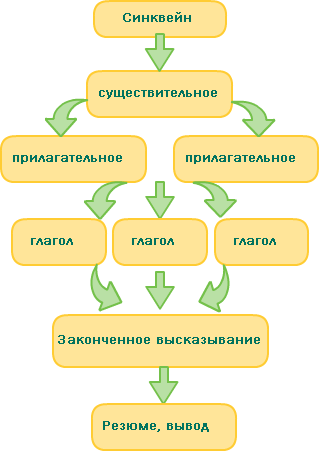 Синквейн
существительное
прилагательное прилагательное
глагол глагол глагол
Законченное высказывание
Резюме, вывод